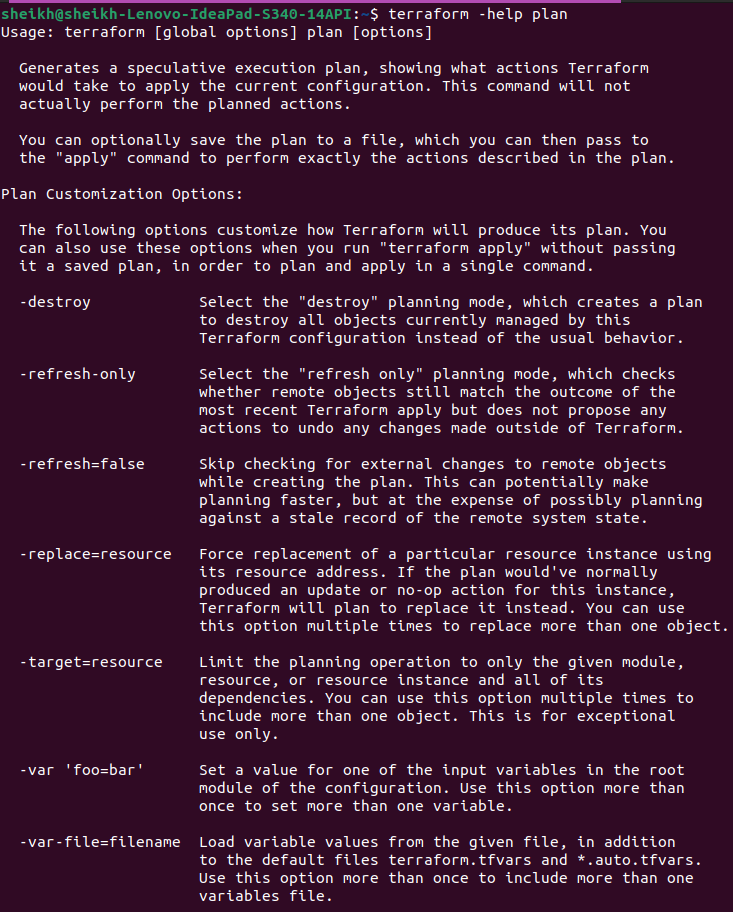 sheikh@sheikh-Lenovo-IdeaPad-S340-14API:~$ terraform -help plan
Usage: terraform [global options] plan [options]

  Generates a speculative execution plan, showing what actions Terraform
  would take to apply the current configuration. This command will not
  actually perform the planned actions.

  You can optionally save the plan to a file, which you can then pass to
  the "apply" command to perform exactly the actions described in the plan.

Plan Customization Options:

  The following options customize how Terraform will produce its plan. You
  can also use these options when you run "terraform apply" without passing
  it a saved plan, in order to plan and apply in a single command.

  -destroy            Select the "destroy" planning mode, which creates a plan
                      to destroy all objects currently managed by this
                      Terraform configuration instead of the usual behavior.

  -refresh-only       Select the "refresh only" planning mode, which checks
                      whether remote objects still match the outcome of the
                      most recent Terraform apply but does not propose any
                      actions to undo any changes made outside of Terraform.

  -refresh=false      Skip checking for external changes to remote objects
                      while creating the plan. This can potentially make
                      planning faster, but at the expense of possibly planning
                      against a stale record of the remote system state.

  -replace=resource   Force replacement of a particular resource instance using
                      its resource address. If the plan would've normally
                      produced an update or no-op action for this instance,
                      Terraform will plan to replace it instead. You can use
                      this option multiple times to replace more than one object.

  -target=resource    Limit the planning operation to only the given module,
                      resource, or resource instance and all of its
                      dependencies. You can use this option multiple times to
                      include more than one object. This is for exceptional
                      use only.

  -var 'foo=bar'      Set a value for one of the input variables in the root
                      module of the configuration. Use this option more than
                      once to set more than one variable.

  -var-file=filename  Load variable values from the given file, in addition
                      to the default files terraform.tfvars and *.auto.tfvars.
                      Use this option more than once to include more than one
                      variables file.